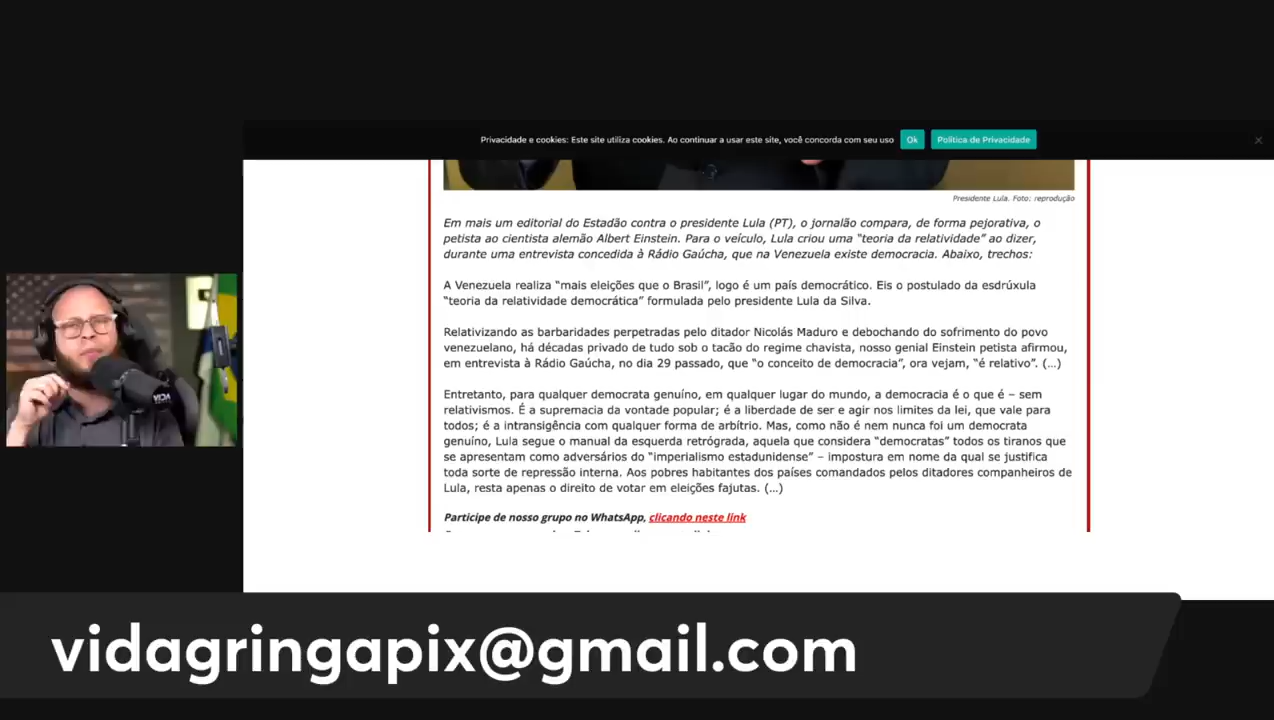 Privacidade e cookies: Este site utiliza cookies. Ao continuar a usar este site, você concorda com seu uso
Ok
Política de Privacidade
Presidente Lula. Foto: reprodução
Em mais um editorial do Estadão contra o presidente Lula (PT), o jornalão compara, de forma pejorativa, o
petista ao cientista alemão Albert Einstein. Para o veículo, Lula criou uma “teoria da relatividade” ao dizer,
durante uma entrevista concedida à Rádio Gaúcha, que na Venezuela existe democracia. Abaixo, trechos:
A Venezuela realiza “mais eleições que o Brasil”, logo é um país democrático. Eis o postulado da esdrúxula
“teoria da relatividade democrática” formulada pelo presidente Lula da Silva.
Relativizando as barbaridades perpetradas pelo ditador Nicolás Maduro e debochando do sofrimento do povo
venezuelano, há décadas privado de tudo sob o tacão do regime chavista, nosso genial Einstein petista afirmou,
em entrevista à Rádio Gaúcha, no dia 29 passado, que “o conceito de democracia”, ora vejam, “é relativo”. (...)
Entretanto, para qualquer democrata genuíno, em qualquer lugar do mundo, a democracia é o que é – sem
relativismos. É a supremacia da vontade popular; é a liberdade de ser e agir nos limites da lei, que vale para
todos; é a intransigência com qualquer forma de arbítrio. Mas, como não é nem nunca foi um democrata
genuíno, Lula segue o manual da esquerda retrógrada, aquela que considera “democratas” todos os tiranos que
se apresentam como adversários do “imperialismo estadunidense” – impostura em nome da qual se justifica
toda sorte de repressão interna. Aos pobres habitantes dos países comandados pelos ditadores companheiros de
Lula, resta apenas o direito de votar em eleições fajutas. (...)
Participe de nosso grupo no WhatsApp, clicando neste link
VIDA
vidagringapix@gmail.com